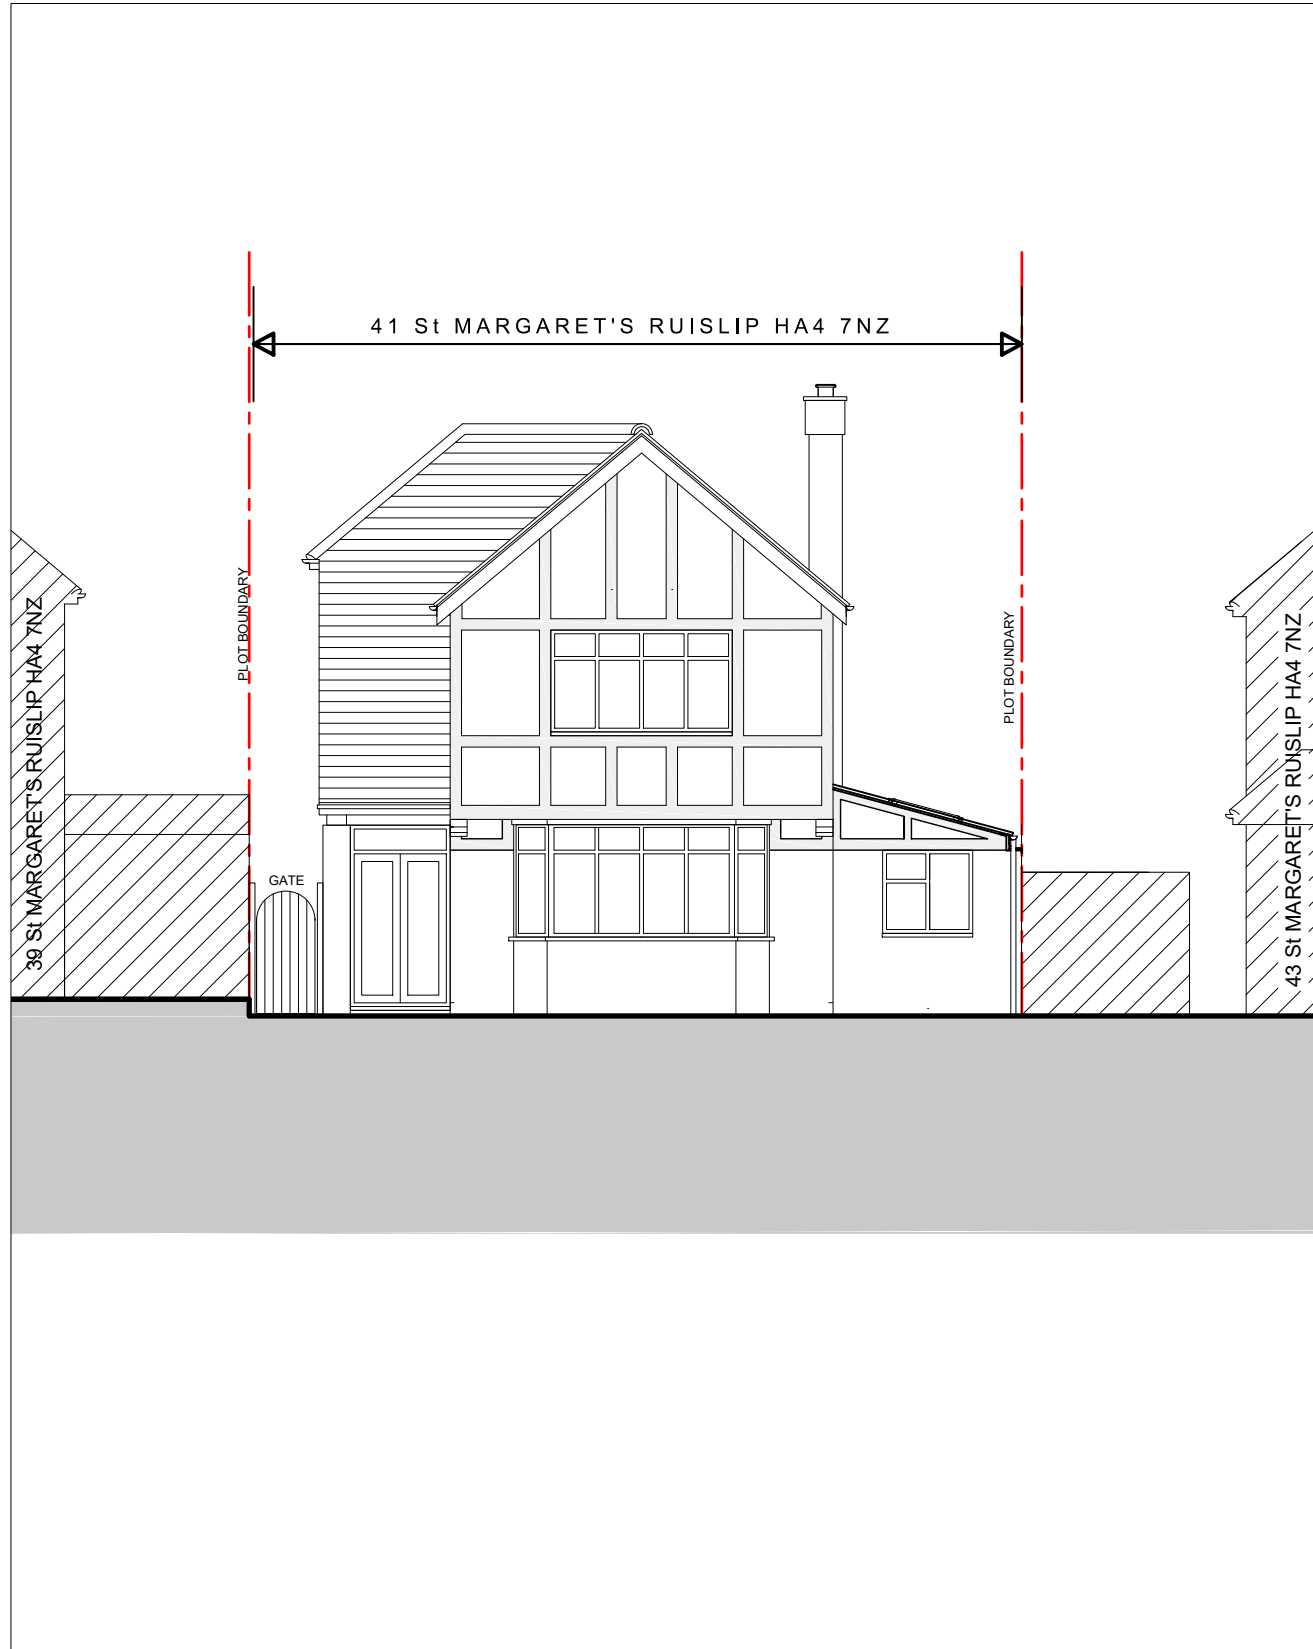 41 St MARGARET'S RUISLIP HA4 7NZ
PLOT BOUNDARY
PLOT BOUNDARY
39 St MARGARET'S RUISLIP HA4 7NZ
43 St MARGARET'S RUISLIP HA4 7NZ
GATE